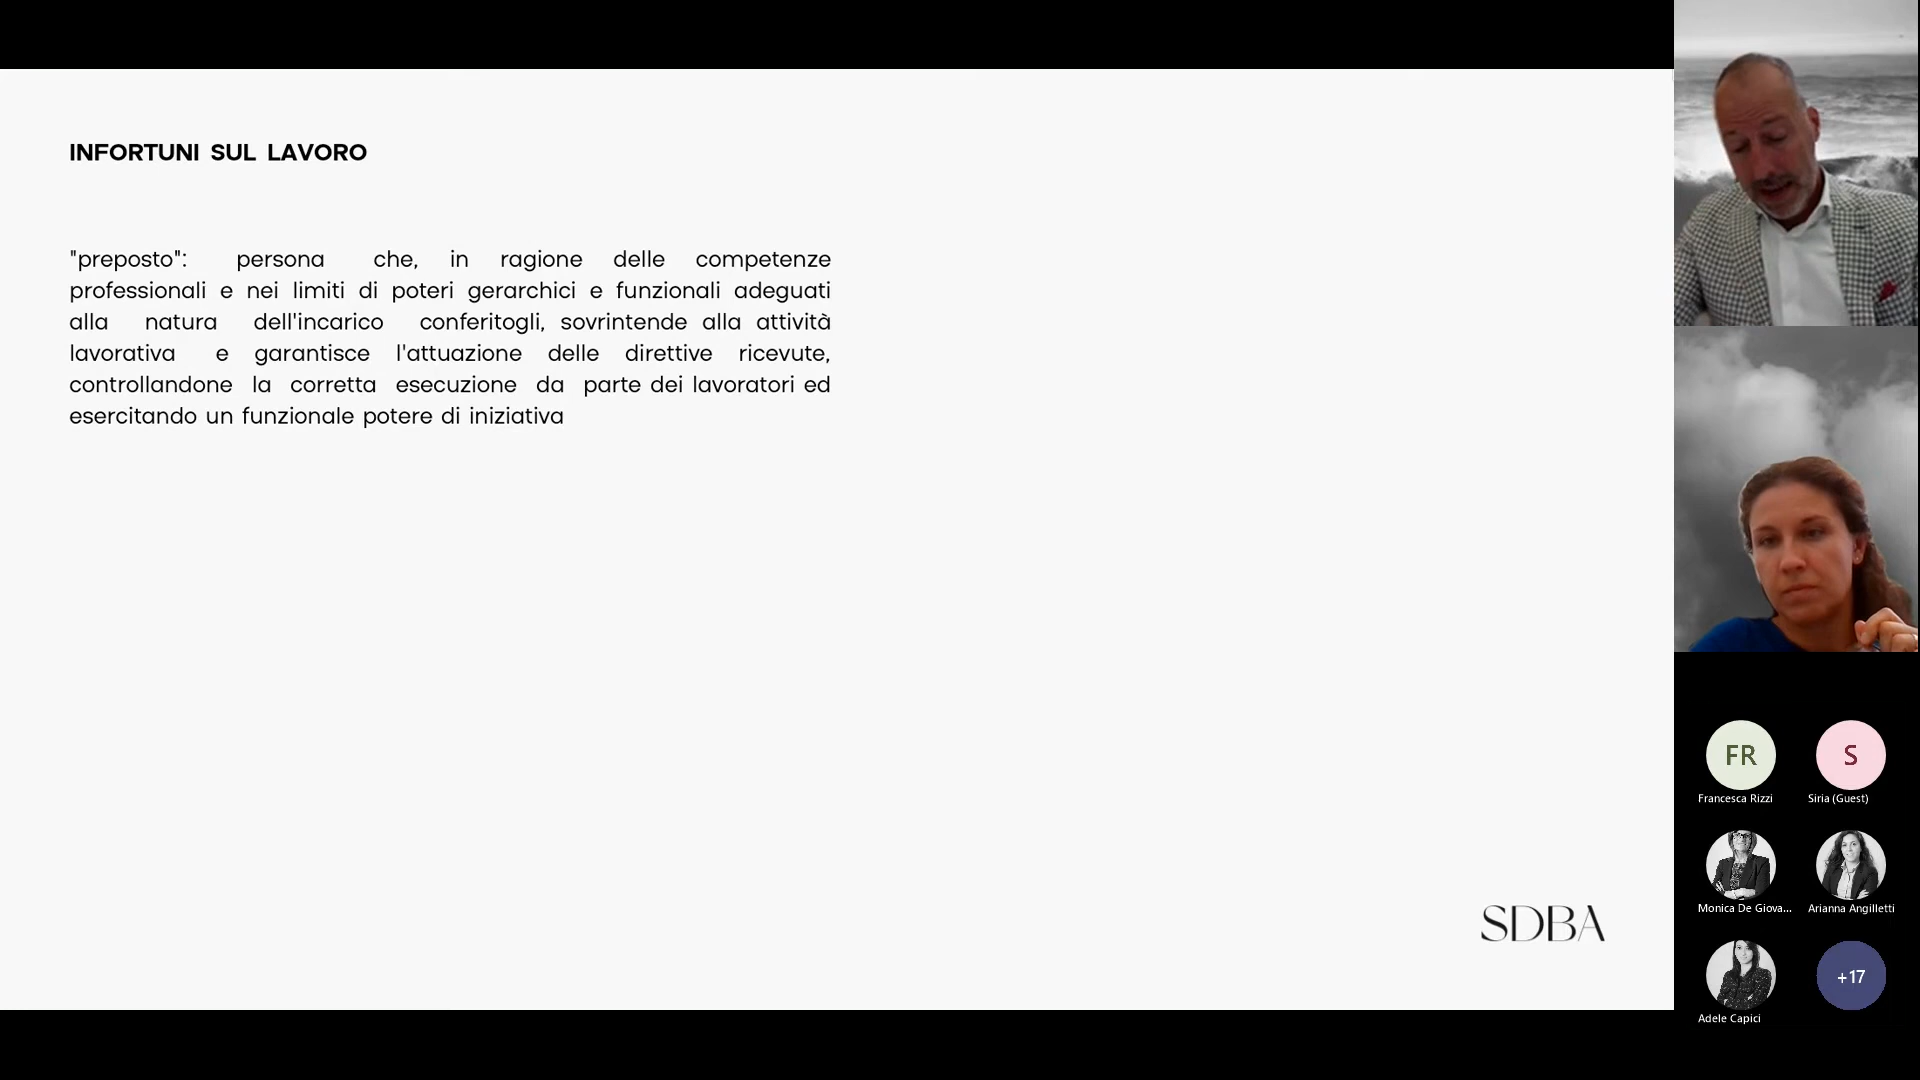 INFORTUNI SUL LAVORO
"preposto": persona che, in ragione delle competenze
professionali e nei limiti di poteri gerarchici e funzionali adeguati
alla natura dell'incarico conferitogli, sovrintende alla attività
lavorativa e garantisce l'attuazione delle direttive ricevute,
controllandone la corretta esecuzione da parte dei lavoratori ed
esercitando un funzionale potere di iniziativa
SDBA
FR
S
Francesca Rizzi
Siria (Guest)
Monica De Giova...
Arianna Angilletti
+17
Adele Capici